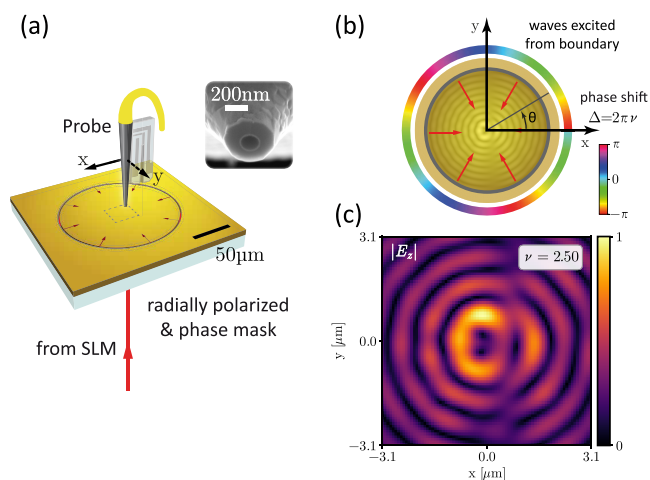 (a)
200nm
Probe
x
y
50µm
radially polarized
& phase mask
from SLM
(b)
y
waves excited
from boundary
phase shift
Δ=2πν
θ
x
π
0
−π
(c)
|E_z|
ν = 2.50
3.1
0.0
−3.1
y [μm]
−3.1
0.0
3.1
x [μm]
1
0